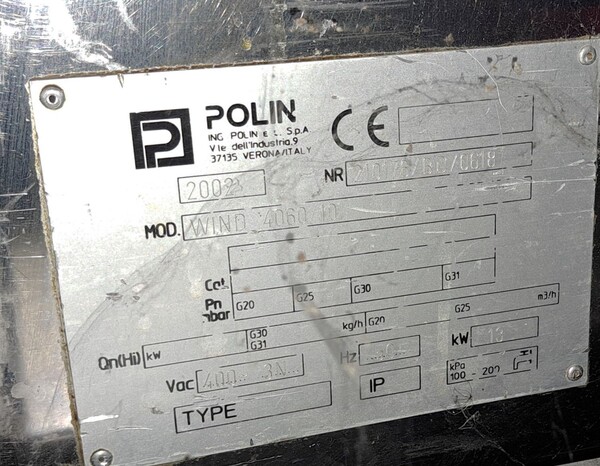 POLIN
ING. POLIN e C. S.p.A
V.le dell'Industria,9
37135 VERONA/ITALY
CE
NR
MOD. WIND 4060
Cat.
Pn mbar G20 G25 G30 G31
Qn(Hi) kW G30 G31 kg/h G20 G25 m3/h
Vac 400 3N Hz kW 13
TYPE IP kPa 100 - 200